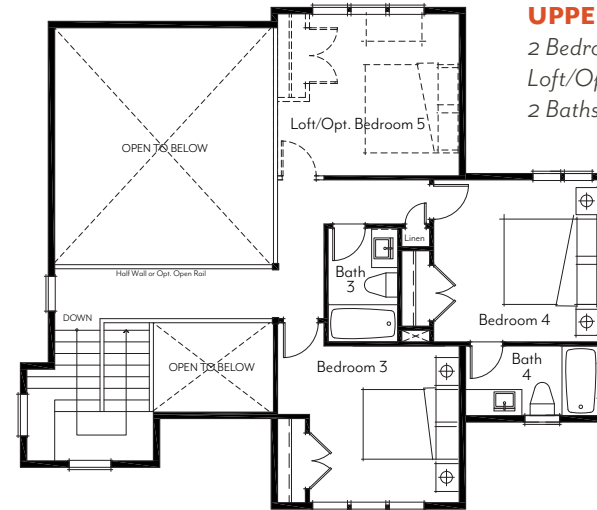 UPPE
2 Bedro
Loft/Op
2 Baths
Loft/Opt. Bedroom 5
OPEN TO BELOW
Linen
Bath
3
Half Wall or Opt. Open Rail
DOWN
Bedroom 4
OPEN TO BELOW
Bedroom 3
Bath
4